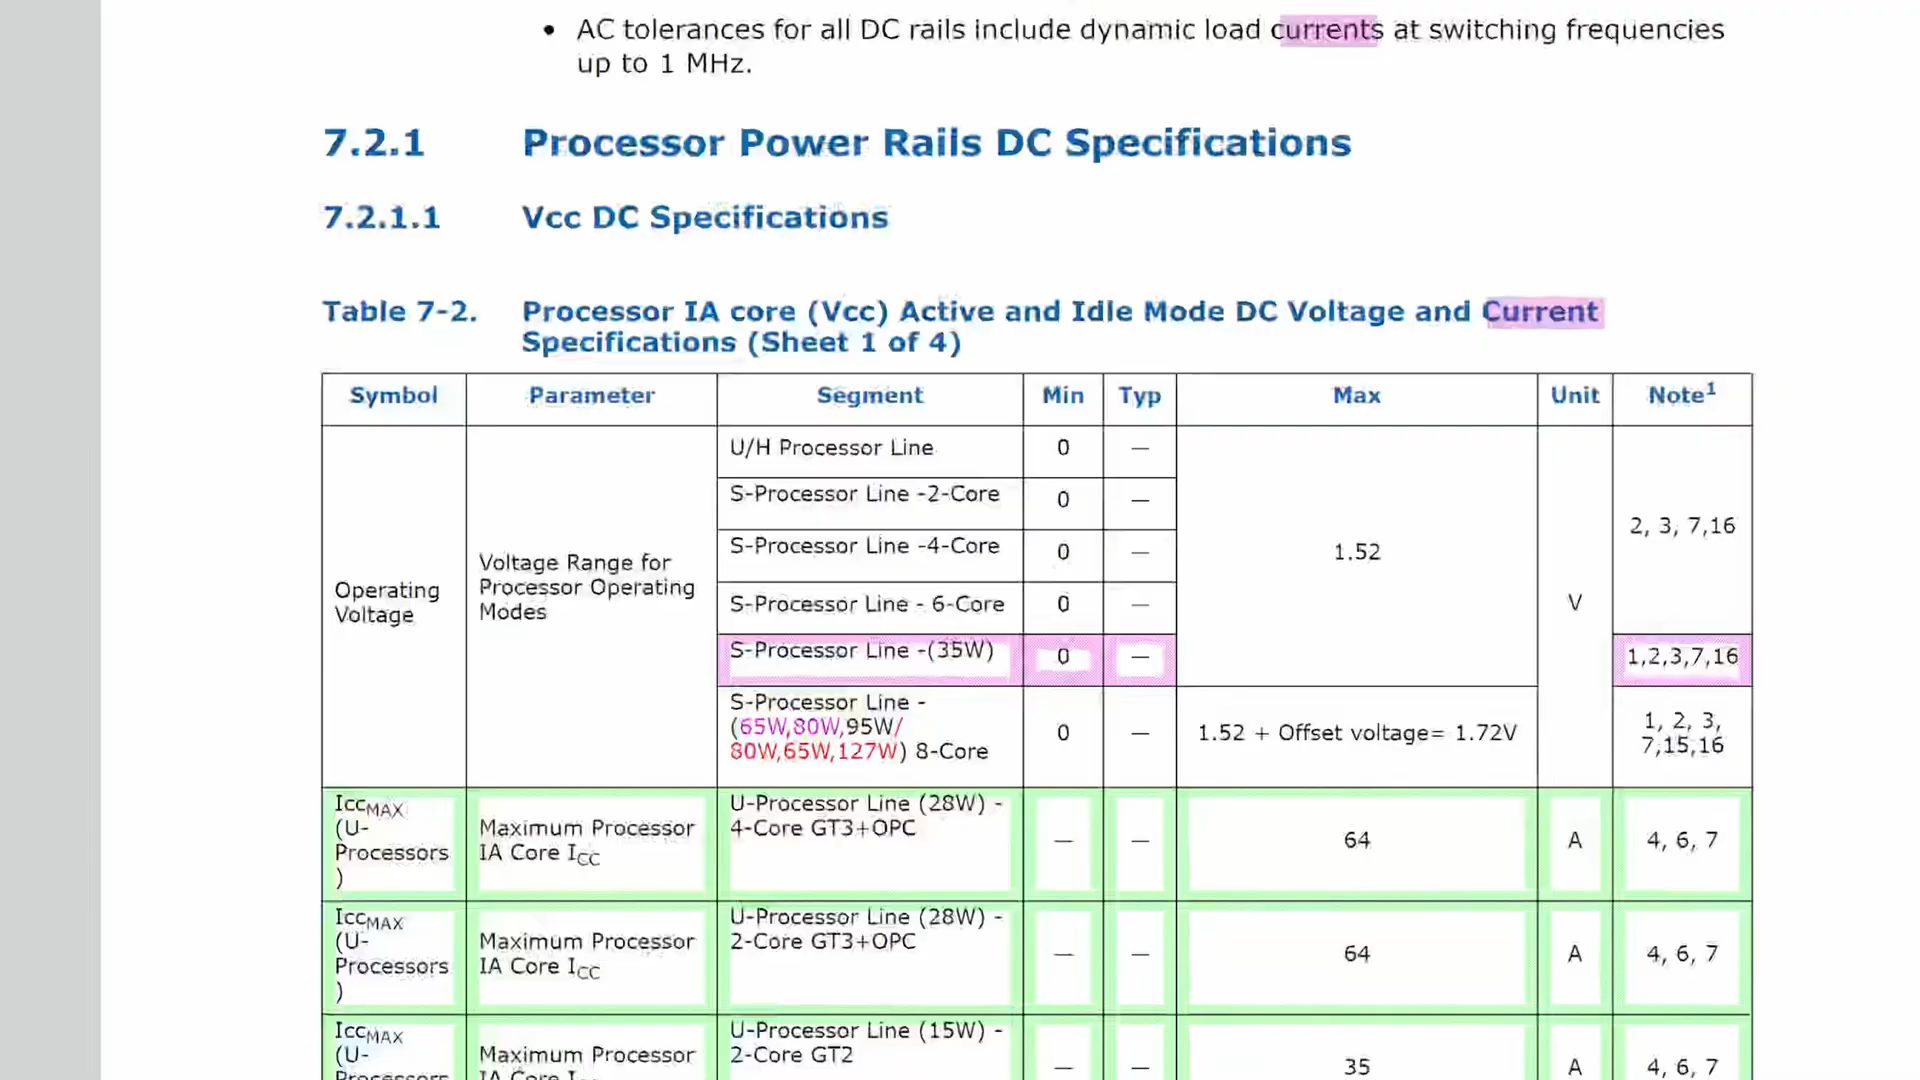 • AC tolerances for all DC rails include dynamic load currents at switching frequencies
up to 1 MHz.
7.2.1 Processor Power Rails DC Specifications
7.2.1.1 Vcc DC Specifications
Table 7-2. Processor IA core (Vcc) Active and Idle Mode DC Voltage and Current
Specifications (Sheet 1 of 4)
Symbol Parameter Segment Min Typ Max Unit Note1
Operating
Voltage
Voltage Range for
Processor Operating
Modes
U/H Processor Line 0 —
S-Processor Line -2-Core 0 —
S-Processor Line -4-Core 0 —
S-Processor Line - 6-Core 0 —
S-Processor Line -(35W) 0 —
1.52
V
2, 3, 7,16
1,2,3,7,16
S-Processor Line -
(65W,80W,95W/
80W,65W,127W) 8-Core
0 — 1.52 + Offset voltage= 1.72V
1, 2, 3,
7,15,16
IccMAX
(U-
Processors
)
Maximum Processor
IA Core ICC
U-Processor Line (28W) -
4-Core GT3+OPC
— — 64 A 4, 6, 7
IccMAX
(U-
Processors
)
Maximum Processor
IA Core ICC
U-Processor Line (28W) -
2-Core GT3+OPC
— — 64 A 4, 6, 7
IccMAX
(U-
Processors
Maximum Processor
IA Core I
U-Processor Line (15W) -
2-Core GT2
— — 35 A 4, 6, 7